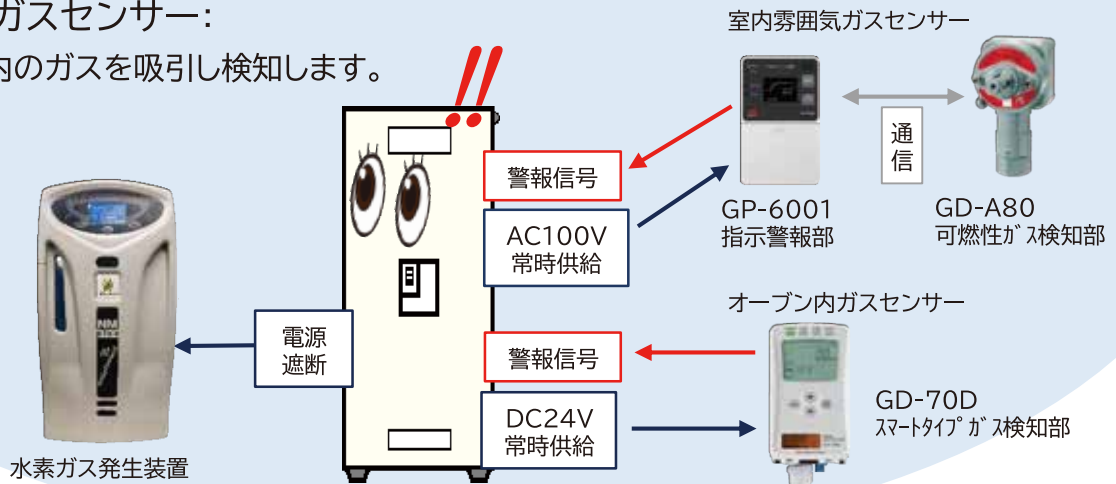 ガスセンサー:
内のガスを吸引し検知します。
室内雰囲気ガスセンサー
警報信号
通信
AC100V
常時供給
GP-6001
指示警報部
GD-A80
可燃性ガス検知部
オーブン内ガスセンサー
電源
遮断
警報信号
DC24V
常時供給
GD-70D
スマートタイプガス検知部
NM
水素ガス発生装置